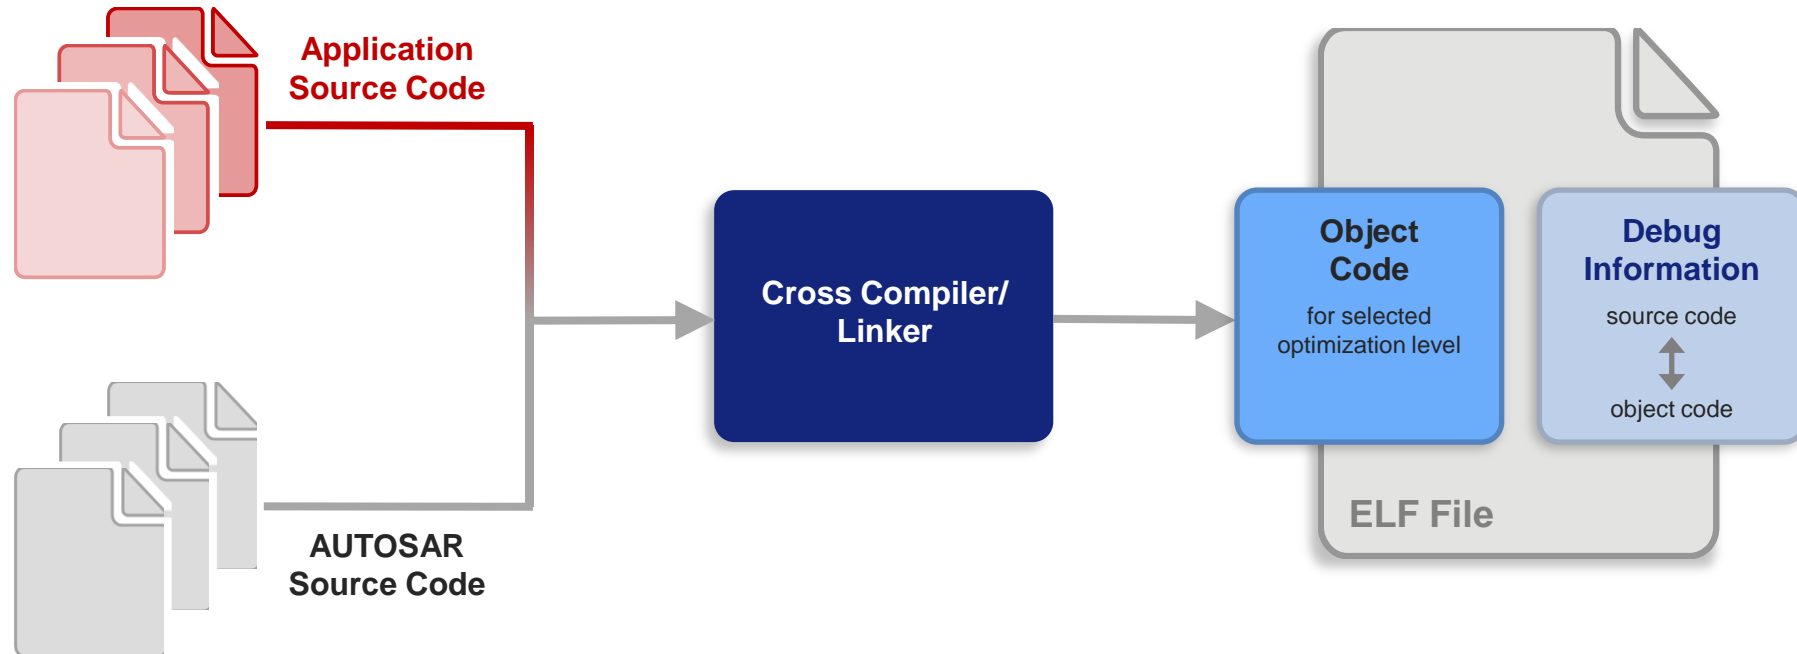 Application
Source Code
AUTOSAR
Source Code
Cross Compiler/
Linker
Object
Code
for selected
optimization level
Debug
Information
source code
object code
ELF File